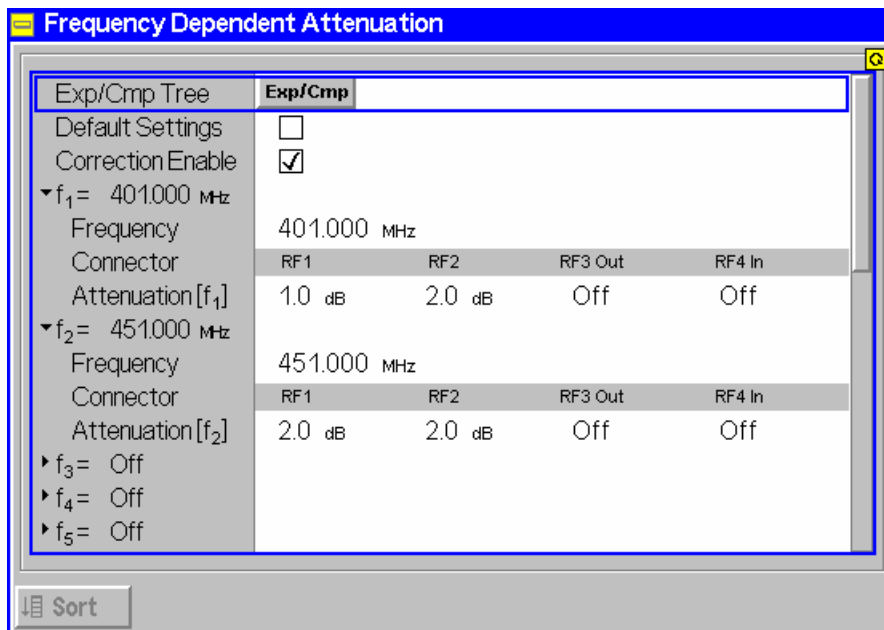 Frequency Dependent Attenuation
Exp/Cmp Tree Exp/Cmp
Default Settings
Correction Enable
f₁= 401.000 MHz
Frequency 401.000 MHz
Connector RF1 RF2 RF3 Out RF4 In
Attenuation [f₁] 1.0 dB 2.0 dB Off Off
f₂= 451.000 MHz
Frequency 451.000 MHz
Connector RF1 RF2 RF3 Out RF4 In
Attenuation [f₂] 2.0 dB 2.0 dB Off Off
f₃= Off
f₄= Off
f₅= Off
Sort